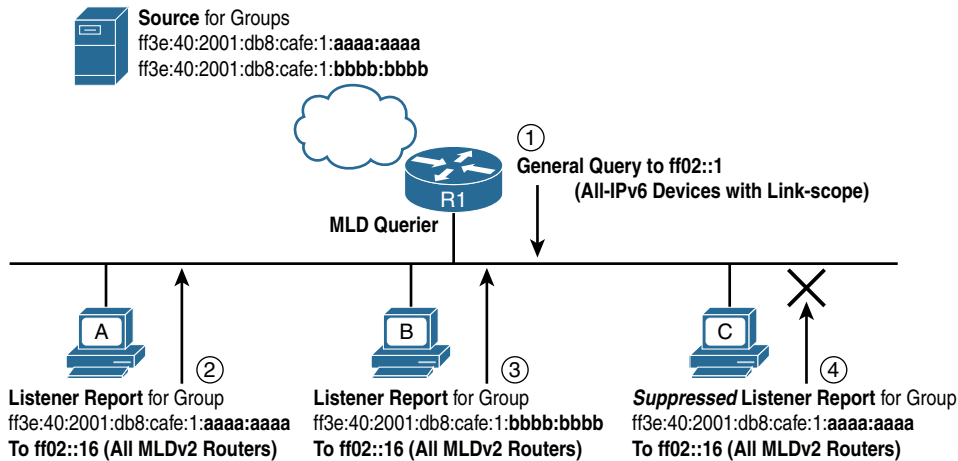 Source for Groups
ff3e:40:2001:db8:cafe:1:aaaa:aaaa
ff3e:40:2001:db8:cafe:1:bbbb:bbbb
1
General Query to ff02::1
(All-IPv6 Devices with Link-scope)
R1
MLD Querier
A
B
C
2
Listener Report for Group
ff3e:40:2001:db8:cafe:1:aaaa:aaaa
To ff02::16 (All MLDv2 Routers)
3
Listener Report for Group
ff3e:40:2001:db8:cafe:1:bbbb:bbbb
To ff02::16 (All MLDv2 Routers)
4
Suppressed Listener Report for Group
ff3e:40:2001:db8:cafe:1:aaaa:aaaa
To ff02::16 (All MLDv2 Routers)